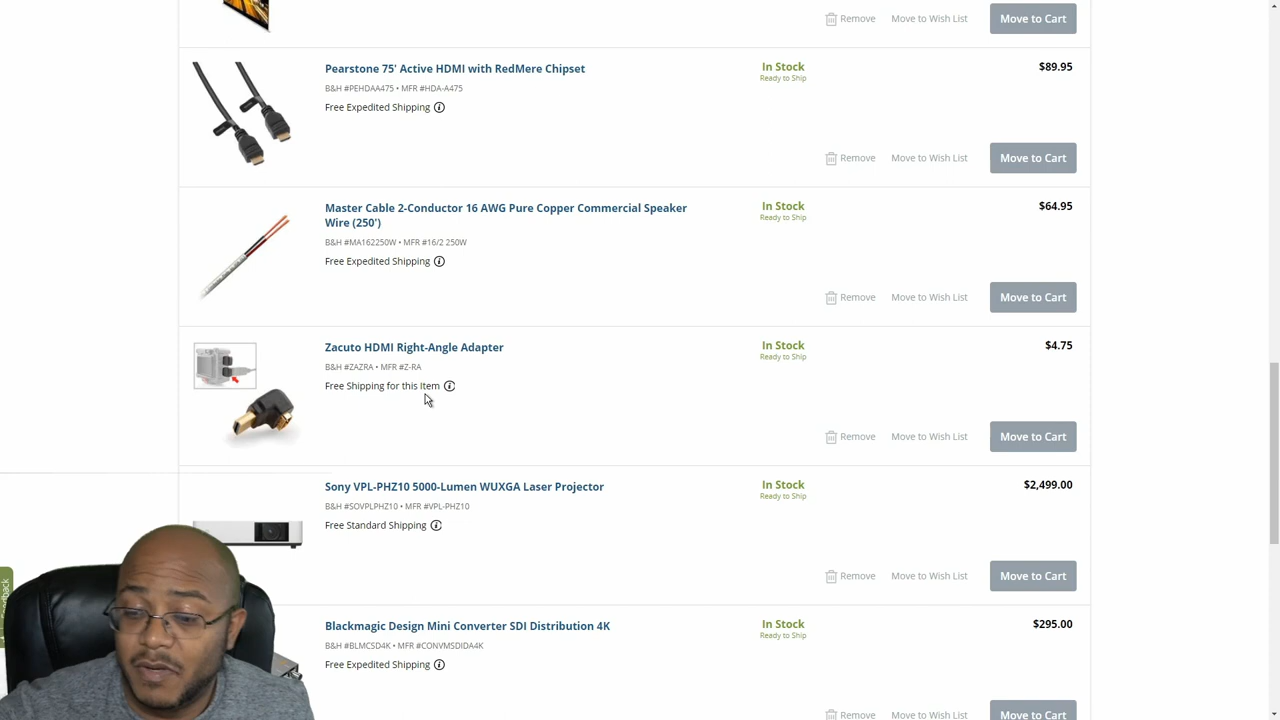 Remove
Move to Wish List
Move to Cart
Pearstone 75' Active HDMI with RedMere Chipset
In Stock
Ready to Ship
$89.95
B&H #PEHDAA475 • MFR #HDA-A475
Free Expedited Shipping
Remove
Move to Wish List
Move to Cart
Master Cable 2-Conductor 16 AWG Pure Copper Commercial Speaker
Wire (250')
In Stock
Ready to Ship
$64.95
B&H #MA162250W • MFR #16/2 250W
Free Expedited Shipping
Remove
Move to Wish List
Move to Cart
Zacuto HDMI Right-Angle Adapter
In Stock
Ready to Ship
$4.75
B&H #ZAZRA • MFR #Z-RA
Free Shipping for this Item
Remove
Move to Wish List
Move to Cart
Sony VPL-PHZ10 5000-Lumen WUXGA Laser Projector
In Stock
Ready to Ship
$2,499.00
B&H #SOVPLPHZ10 • MFR #VPL-PHZ10
Free Standard Shipping
Remove
Move to Wish List
Move to Cart
Blackmagic Design Mini Converter SDI Distribution 4K
In Stock
Ready to Ship
$295.00
B&H #BLMCSD4K • MFR #CONVMSDIDA4K
Free Expedited Shipping
Remove
Move to Wish List
Move to Cart